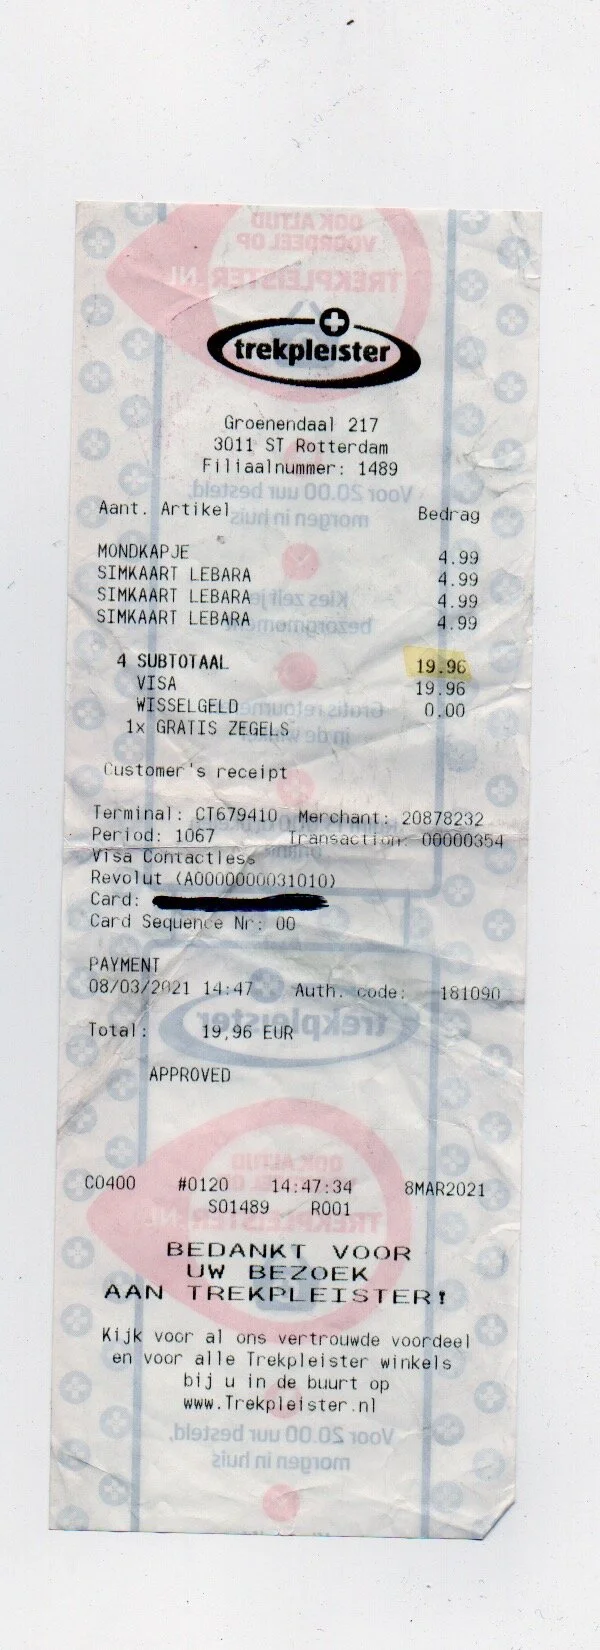 trekpleister
Groenendaal 217
3011 ST Rotterdam
Filiaalnummer: 1489
Aant. Artikel Bedrag
MONDKAPJE 4.99
SIMKAART LEBARA 4.99
SIMKAART LEBARA 4.99
SIMKAART LEBARA 4.99
4 SUBTOTAAL 19.96
VISA 19.96
WISSELGELD 0.00
1x GRATIS ZEGELS
Customer's receipt
Terminal: CT679410 Merchant: 20878232
Period: 1067 Transaction: 00000354
Visa Contactless
Revolut (A0000000031010)
Card:
Card Sequence Nr: 00
PAYMENT
08/03/2021 14:47 Auth. code: 181090
Total: 19,96 EUR
APPROVED
C0400 #0120 14:47:34 8MAR2021
S01489 R001
BEDANKT VOOR
UW BEZOEK
AAN TREKPLEISTER!
Kijk voor al ons vertrouwde voordeel
en voor alle Trekpleister winkels
bij u in de buurt op
www.Trekpleister.nl